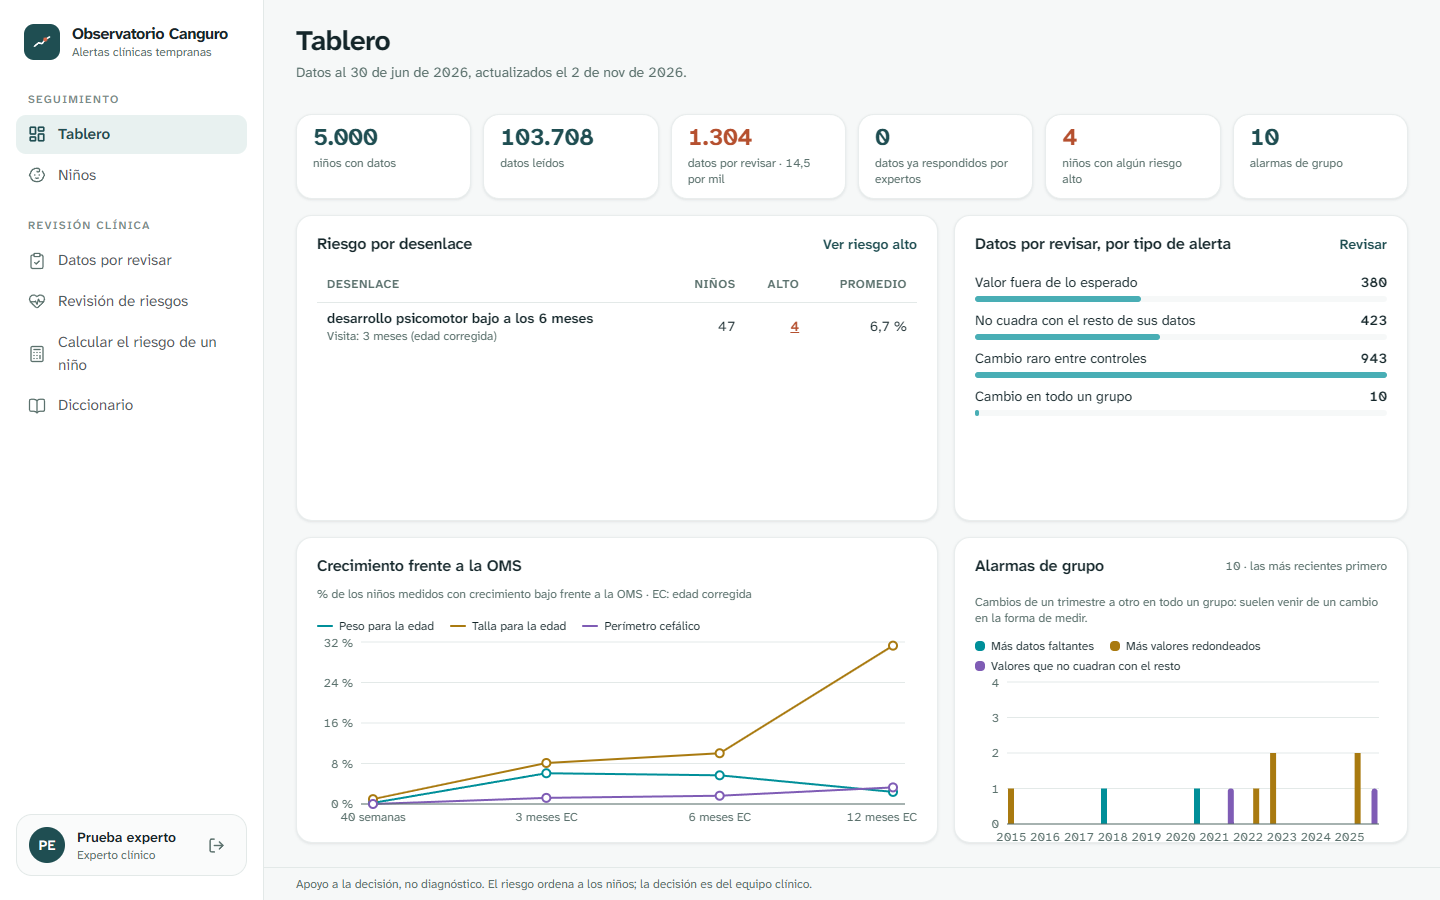 Observatorio Canguro
Alertas clínicas tempranas
SEGUIMIENTO
Tablero
Niños
REVISIÓN CLÍNICA
Datos por revisar
Revisión de riesgos
Calcular el riesgo de un
niño
Diccionario
PE
Prueba experto
Experto clínico
Tablero
Datos al 30 de jun de 2026, actualizados el 2 de nov de 2026.
5.000
niños con datos
103.708
datos leídos
1.304
datos por revisar · 14,5
por mil
0
datos ya respondidos por
expertos
4
niños con algún riesgo
alto
10
alarmas de grupo
Riesgo por desenlace
Ver riesgo alto
DESENLACE NIÑOS ALTO PROMEDIO
desarrollo psicomotor bajo a los 6 meses
Visita: 3 meses (edad corregida)
47 4 6,7 %
Datos por revisar, por tipo de alerta
Revisar
Valor fuera de lo esperado 380
No cuadra con el resto de sus datos 423
Cambio raro entre controles 943
Cambio en todo un grupo 10
Crecimiento frente a la OMS
% de los niños medidos con crecimiento bajo frente a la OMS · EC: edad corregida
Peso para la edad Talla para la edad Perímetro cefálico
32 %
24 %
16 %
8 %
0 %
40 semanas 3 meses EC 6 meses EC 12 meses EC
Alarmas de grupo
10 · las más recientes primero
Cambios de un trimestre a otro en todo un grupo: suelen venir de un cambio
en la forma de medir.
Más datos faltantes Más valores redondeados
Valores que no cuadran con el resto
4
3
2
1
0
2015 2016 2017 2018 2019 2020 2021 2022 2023 2024 2025
Apoyo a la decisión, no diagnóstico. El riesgo ordena a los niños; la decisión es del equipo clínico.